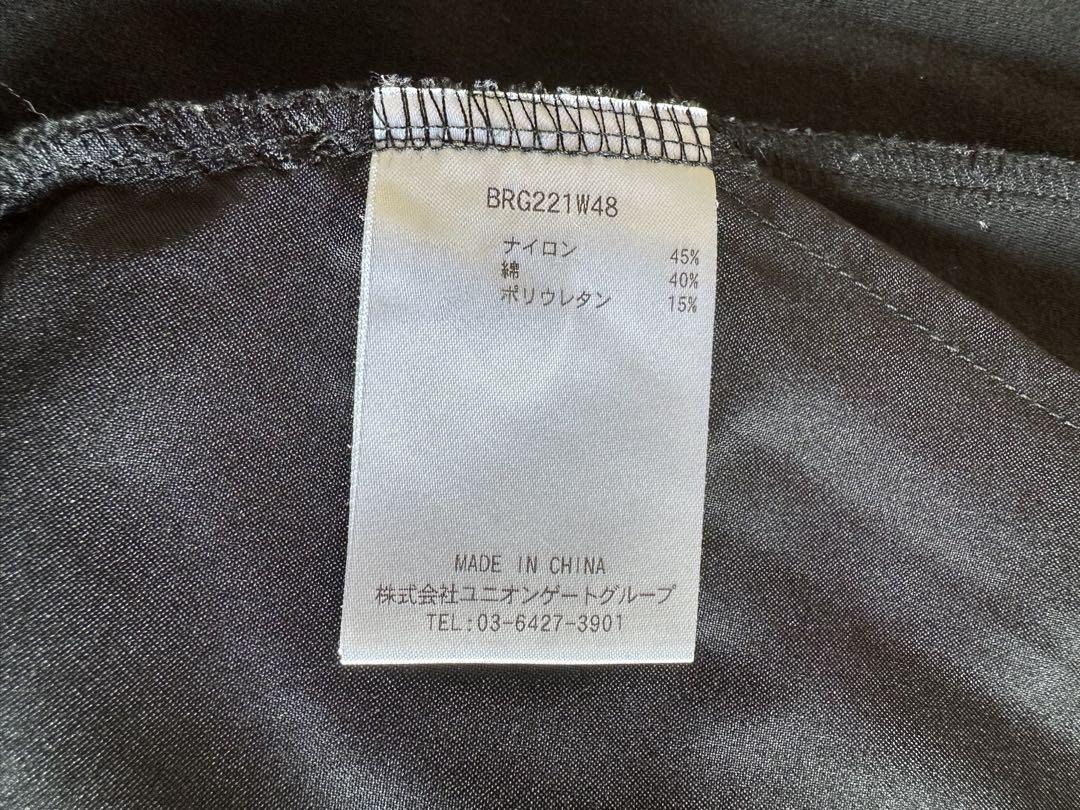 BRG221W48
ナイロン 45%
綿 40%
ポリウレタン 15%
MADE IN CHINA
株式会社ユニオンゲートグループ
TEL:03-6427-3901